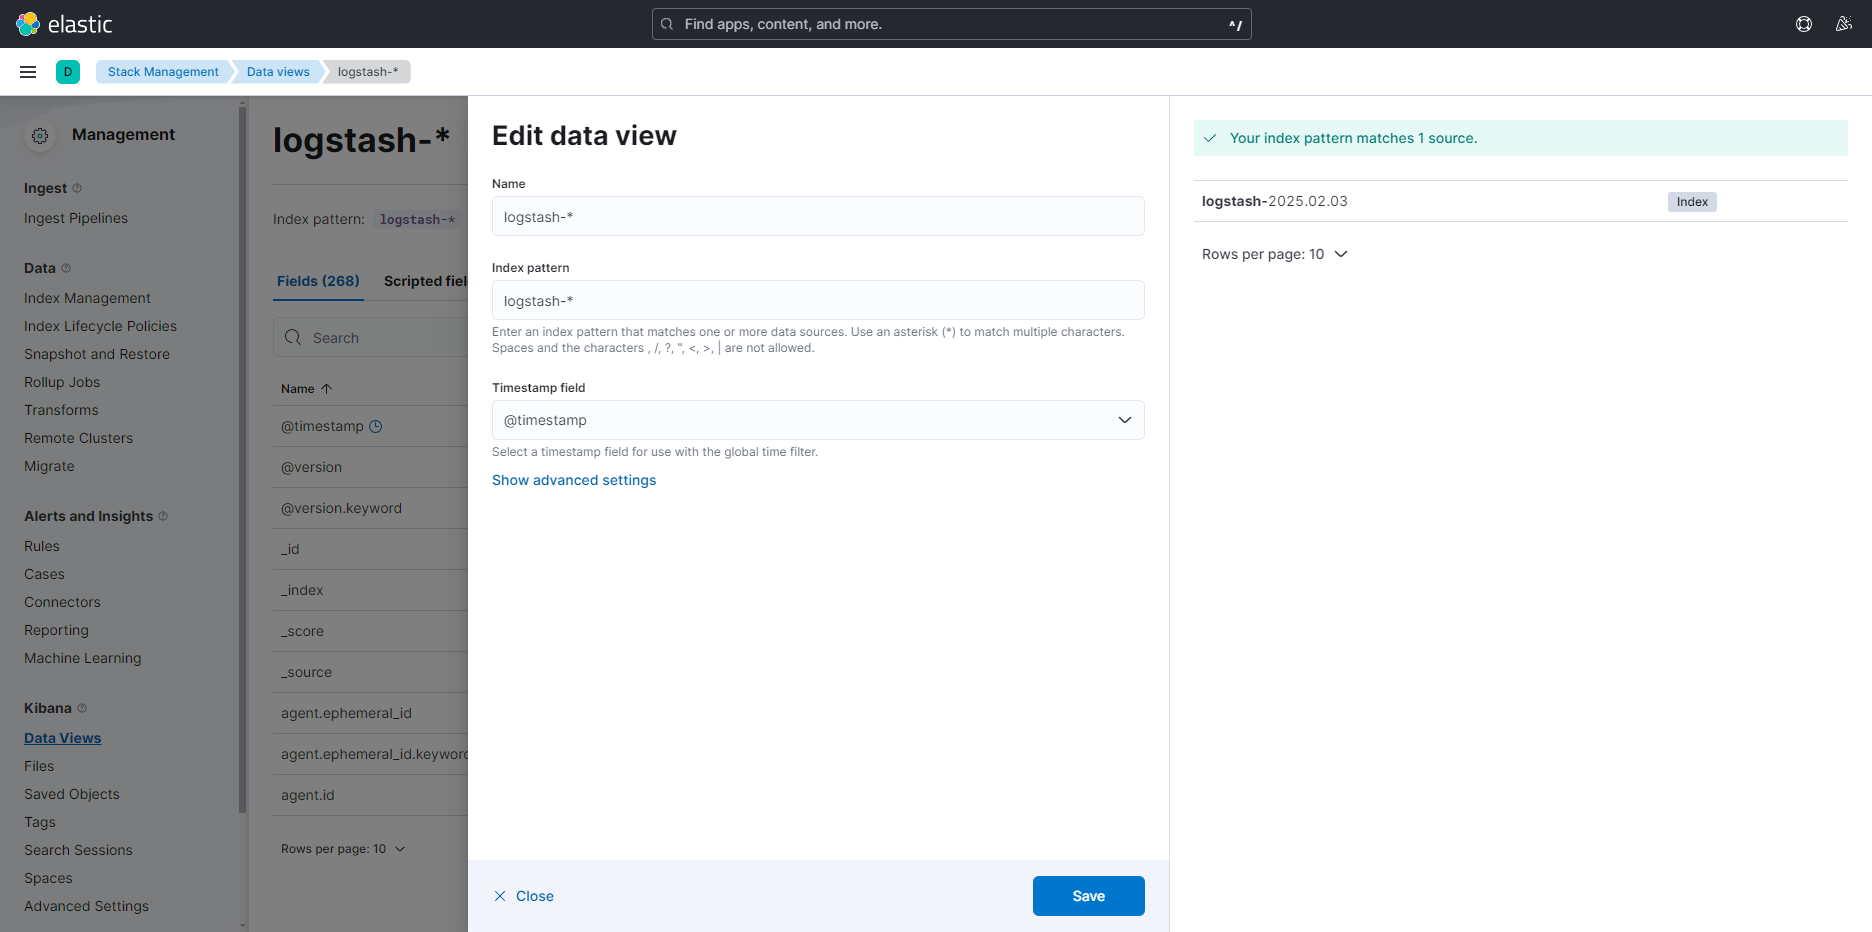 elastic
Find apps, content, and more.
^/
D
Stack Management
Data views
logstash-*
Management
Ingest
Ingest Pipelines
Data
Index Management
Index Lifecycle Policies
Snapshot and Restore
Rollup Jobs
Transforms
Remote Clusters
Migrate
Alerts and Insights
Rules
Cases
Connectors
Reporting
Machine Learning
Kibana
Data Views
Files
Saved Objects
Tags
Search Sessions
Spaces
Advanced Settings
logstash-*
Index pattern: logstash-*
Fields (268)
Scripted fiel
Search
Name
@timestamp
@version
@version.keyword
_id
_index
_score
_source
agent.ephemeral_id
agent.ephemeral_id.keyword
agent.id
Rows per page: 10
Edit data view
Name
logstash-*
Index pattern
logstash-*
Enter an index pattern that matches one or more data sources. Use an asterisk (*) to match multiple characters.
Spaces and the characters , /, ?, ", <, >, | are not allowed.
Timestamp field
@timestamp
Select a timestamp field for use with the global time filter.
Show advanced settings
Close
Save
Your index pattern matches 1 source.
logstash-2025.02.03
Index
Rows per page: 10